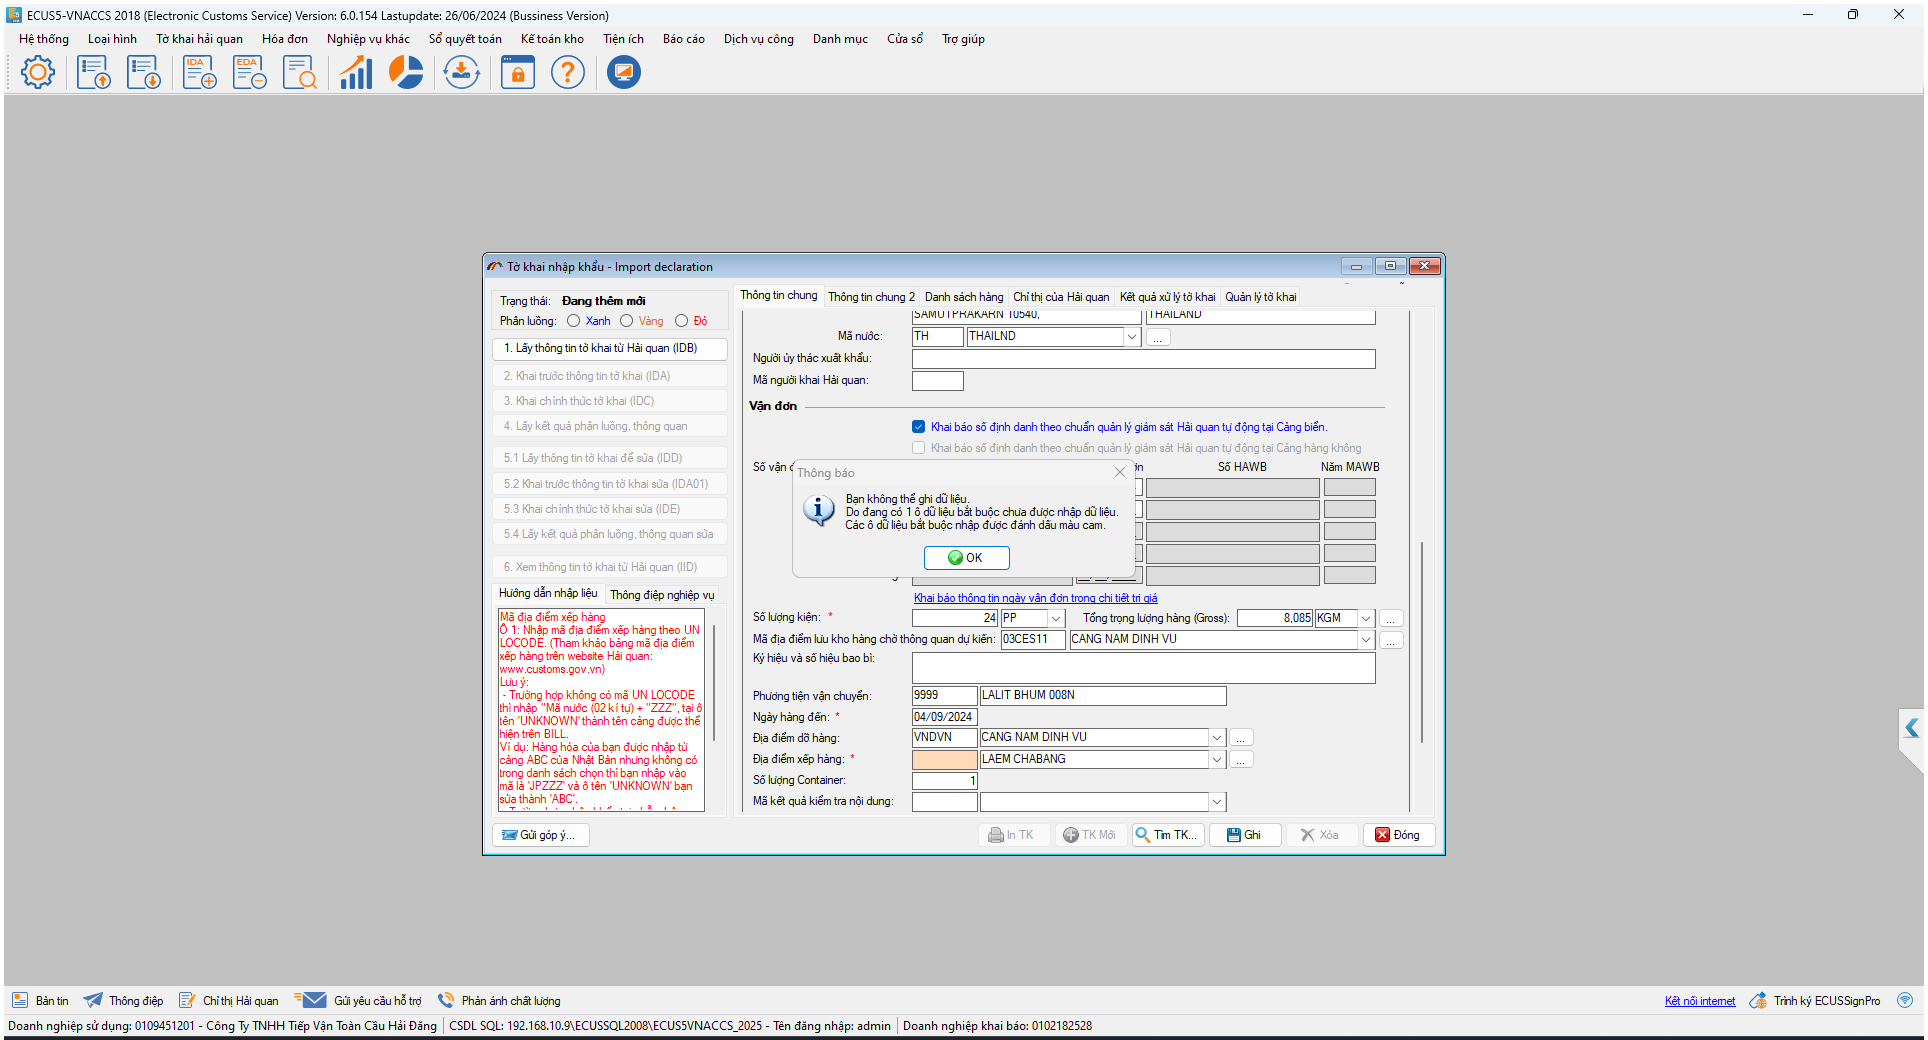 ECUS5-VNACCS 2018 (Electronic Customs Service) Version: 6.0.154 Lastupdate: 26/06/2024 (Bussiness Version)
Hệ thống Loại hình Tờ khai hải quan Hóa đơn Nghiệp vụ khác Sổ quyết toán Kế toán kho Tiện ích Báo cáo Dịch vụ công Danh mục Cửa sổ Trợ giúp
IDA EDA
Tờ khai nhập khẩu - Import declaration
Trạng thái: Đang thêm mới
Phân luồng: Xanh Vàng Đỏ
1. Lấy thông tin tờ khai từ Hải quan (IDB)
2. Khai trước thông tin tờ khai (IDA)
3. Khai chính thức tờ khai (IDC)
4. Lấy kết quả phân luồng, thông quan
5.1 Lấy thông tin tờ khai để sửa (IDD)
5.2 Khai trước thông tin tờ khai sửa (IDA01)
5.3 Khai chính thức tờ khai sửa (IDE)
5.4 Lấy kết quả phân luồng, thông quan sửa
6. Xem thông tin tờ khai từ Hải quan (IID)
Hướng dẫn nhập liệu Thông điệp nghiệp vụ
Mã địa điểm xếp hàng
Ô 1: Nhập mã địa điểm xếp hàng theo UN
LOCODE. (Tham khảo bảng mã địa điểm
xếp hàng trên website Hải quan:
www.customs.gov.vn)
Lưu ý:
- Trường hợp không có mã UN LOCODE
thì nhập "Mã nước (02 kí tự) + "ZZZ", tại ô
tên 'UNKNOWN' thành tên cảng được thể
hiện trên BILL.
Ví dụ: Hàng hóa của bạn được nhập từ
cảng ABC của Nhật Bản nhưng không có
trong danh sách chọn thì bạn nhập vào
mã là 'JPZZZ' và ô tên 'UNKNOWN' bạn
sửa thành 'ABC'.
Gửi góp ý...
Thông tin chung Thông tin chung 2 Danh sách hàng Chỉ thị của Hải quan Kết quả xử lý tờ khai Quản lý tờ khai
SAMUTPRAKARN 10540, THAILAND
Mã nước: TH THAILND ...
Người ủy thác xuất khẩu:
Mã người khai Hải quan:
Vận đơn
Khai báo số định danh theo chuẩn quản lý giám sát Hải quan tự động tại Cảng biển.
Khai báo số định danh theo chuẩn quản lý giám sát Hải quan tự động tại Cảng hàng không
Số vận Số HAWB Năm MAWB
Thông báo
Bạn không thể ghi dữ liệu.
Do đang có 1 ô dữ liệu bắt buộc chưa được nhập dữ liệu.
Các ô dữ liệu bắt buộc nhập được đánh dấu màu cam.
OK
Khai báo thông tin ngày vận đơn trong chi tiết trị giá
Số lượng kiện: * 24 PP Tổng trọng lượng hàng (Gross): 8,085 KGM ...
Mã địa điểm lưu kho hàng chờ thông quan dự kiến: 03CES11 CANG NAM DINH VU ...
Ký hiệu và số hiệu bao bì:
Phương tiện vận chuyển: 9999 LALIT BHUM 008N
Ngày hàng đến: * 04/09/2024
Địa điểm dỡ hàng: VNDVN CANG NAM DINH VU ...
Địa điểm xếp hàng: * LAEM CHABANG ...
Số lượng Container: 1
Mã kết quả kiểm tra nội dung:
In TK TK Mới Tìm TK... Ghi Xóa Đóng
Bản tin Thông điệp Chỉ thị Hải quan Gửi yêu cầu hỗ trợ Phản ánh chất lượng Kết nối internet Trình ký ECUSSignPro
Doanh nghiệp sử dụng: 0109451201 - Công Ty TNHH Tiếp Vận Toàn Cầu Hải Đăng CSDL SQL: 192.168.10.9\ECUSSQL2008\ECUS5VNACCS_2025 - Tên đăng nhập: admin Doanh nghiệp khai báo: 0102182528